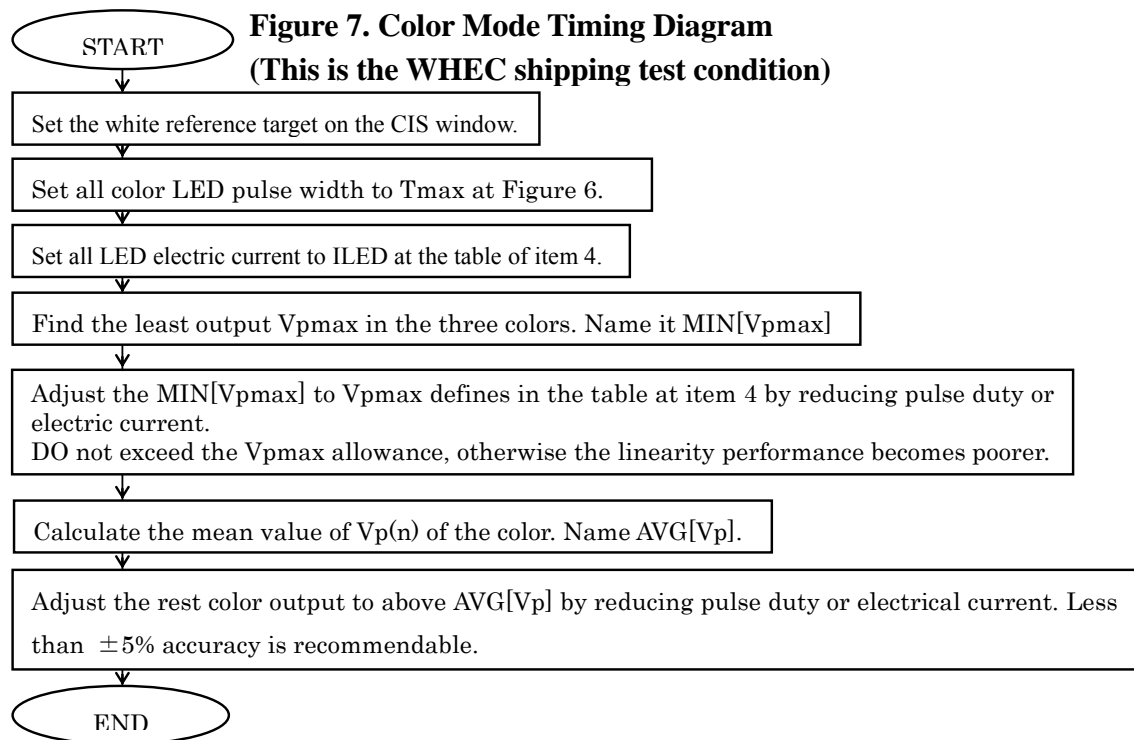 START
Figure 7. Color Mode Timing Diagram
(This is the WHEC shipping test condition)
Set the white reference target on the CIS window.
Set all color LED pulse width to Tmax at Figure 6.
Set all LED electric current to ILED at the table of item 4.
Find the least output Vpmax in the three colors. Name it MIN[Vpmax]
Adjust the MIN[Vpmax] to Vpmax defines in the table at item 4 by reducing pulse duty or
electric current.
DO not exceed the Vpmax allowance, otherwise the linearity performance becomes poorer.
Calculate the mean value of Vp(n) of the color. Name AVG[Vp].
Adjust the rest color output to above AVG[Vp] by reducing pulse duty or electrical current. Less
than ±5% accuracy is recommendable.
END